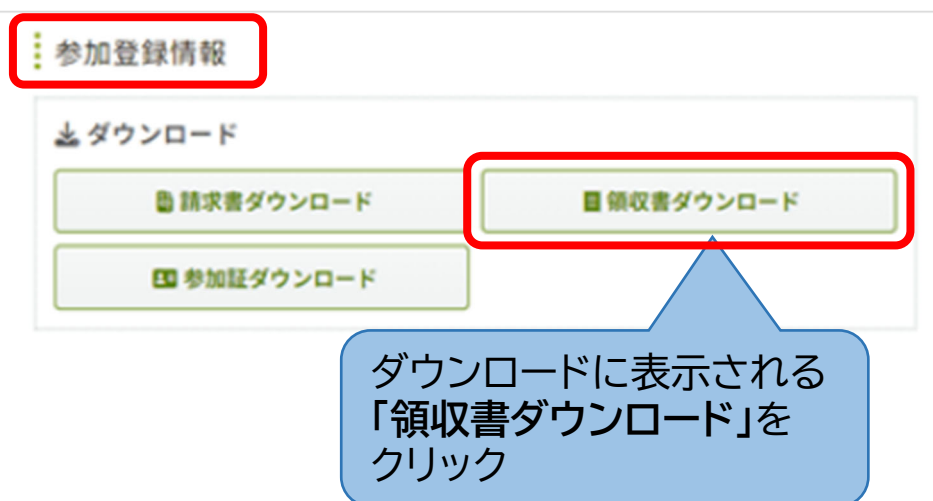 参加登録情報
ダウンロード
請求書ダウンロード
領収書ダウンロード
参加証ダウンロード
ダウンロードに表示される
「領収書ダウンロード」を
クリック